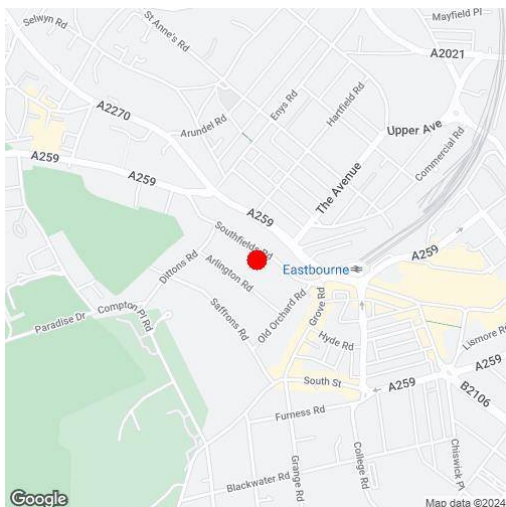 Mayfield Pl
Selwyn Rd
St Anne's Rd
A2021
Enys Rd
Hartfield Rd
A2270
Arundel Rd
Upper Ave
Commercial Rd
A259
A259
The Avenue
A259
Southfields Rd
A259
Dittons Rd
Arlington Rd
Eastbourne
Compton Pl Rd
Saffrons Rd
Old Orchard Rd
Grove Rd
Paradise Dr
Hyde Rd
Lismore R
A259
South St
A259
B2106
Furness Rd
Grange Rd
College Rd
Chiswick Pl
Blackwater Rd
Google
Map data ©2024